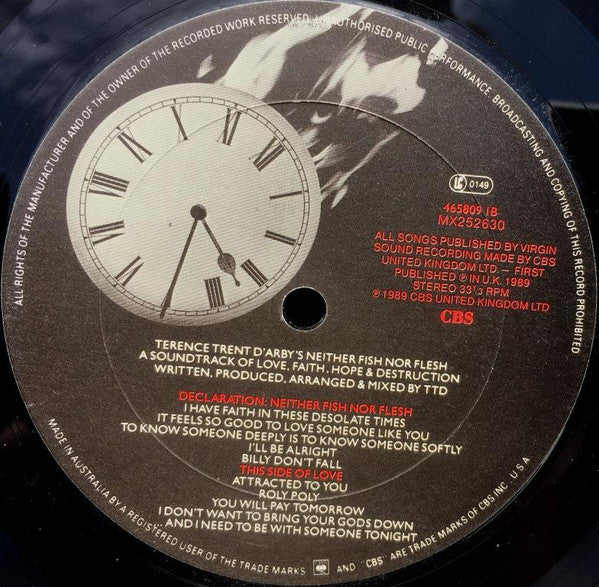 ALL RIGHTS OF THE MANUFACTURER AND OF THE OWNER OF THE RECORDED WORK RESERVED. UNAUTHORISED PUBLIC PERFORMANCE, BROADCASTING AND COPYING OF THIS RECORD PROHIBITED
0149
465809 1B
MX252630
ALL SONGS PUBLISHED BY VIRGIN
SOUND RECORDING MADE BY CBS
UNITED KINGDOM LTD. – FIRST
PUBLISHED ℗ IN U.K. 1989
STEREO 33⅓ RPM
℗ 1989 CBS UNITED KINGDOM LTD
CBS
TERENCE TRENT D'ARBY'S NEITHER FISH NOR FLESH
A SOUNDTRACK OF LOVE, FAITH, HOPE & DESTRUCTION
WRITTEN, PRODUCED, ARRANGED & MIXED BY TTD
DECLARATION: NEITHER FISH NOR FLESH
I HAVE FAITH IN THESE DESOLATE TIMES
IT FEELS SO GOOD TO LOVE SOMEONE LIKE YOU
TO KNOW SOMEONE DEEPLY IS TO KNOW SOMEONE SOFTLY
I'LL BE ALRIGHT
BILLY DON'T FALL
THIS SIDE OF LOVE
ATTRACTED TO YOU
ROLY POLY
YOU WILL PAY TOMORROW
I DON'T WANT TO BRING YOUR GODS DOWN
AND I NEED TO BE WITH SOMEONE TONIGHT
MADE IN AUSTRALIA BY A REGISTERED USER OF THE TRADE MARKS AND "CBS" ARE TRADE MARKS OF CBS INC. U.S.A